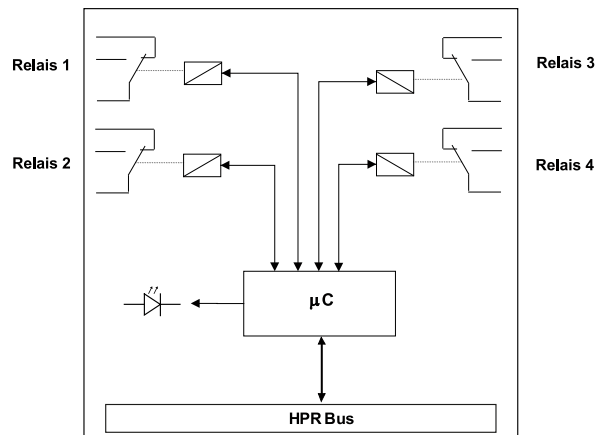 Relais 1
Relais 3
Relais 2
Relais 4
μC
HPR Bus